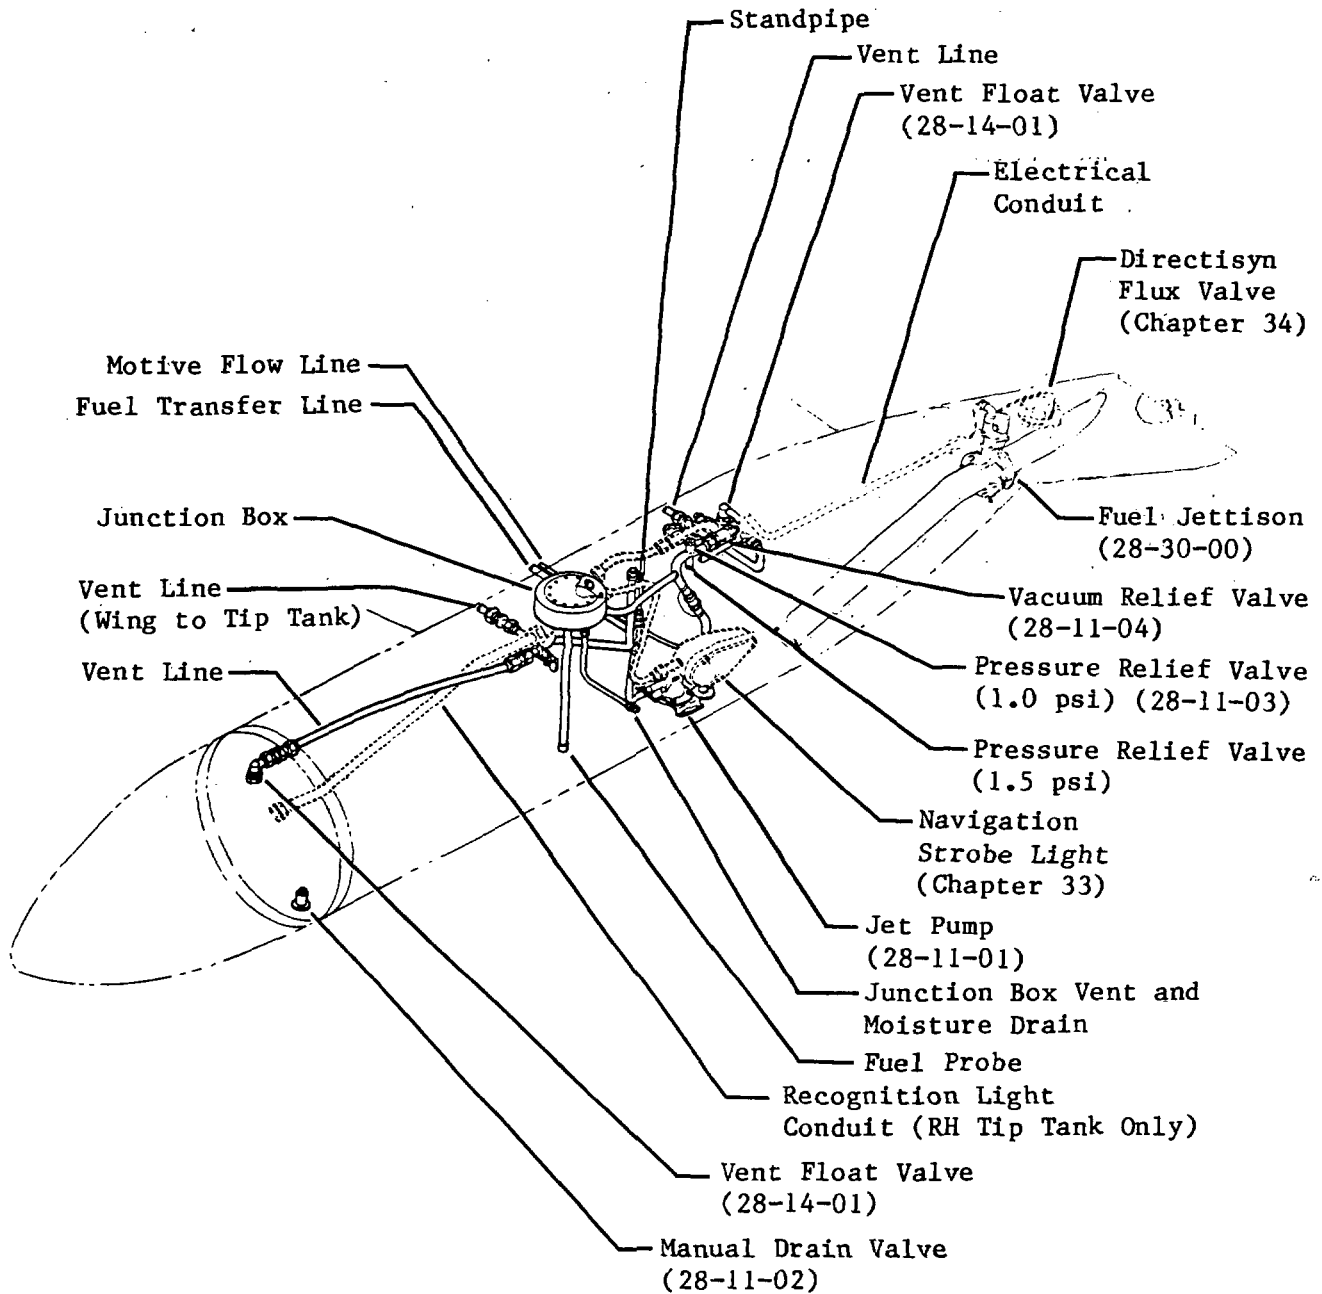 Standpipe
Vent Line
Vent Float Valve
(28-14-01)
Electrical
Conduit
Directisyn
Flux Valve
(Chapter 34)
Motive Flow Line
Fuel Transfer Line
Junction Box
Vent Line
(Wing to Tip Tank)
Vent Line
Fuel Jettison
(28-30-00)
Vacuum Relief Valve
(28-11-04)
Pressure Relief Valve
(1.0 psi) (28-11-03)
Pressure Relief Valve
(1.5 psi)
Navigation
Strobe Light
(Chapter 33)
Jet Pump
(28-11-01)
Junction Box Vent and
Moisture Drain
Fuel Probe
Recognition Light
Conduit (RH Tip Tank Only)
Vent Float Valve
(28-14-01)
Manual Drain Valve
(28-11-02)